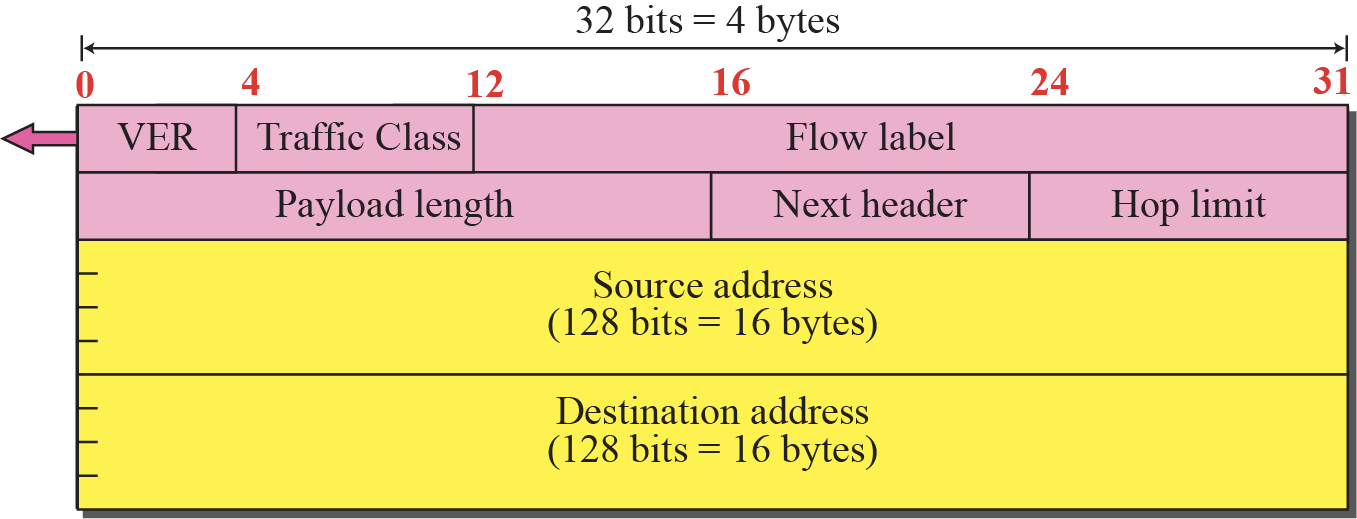 32 bits = 4 bytes
0 4 12 16 24 31
VER Traffic Class Flow label
Payload length Next header Hop limit
Source address
(128 bits = 16 bytes)
Destination address
(128 bits = 16 bytes)